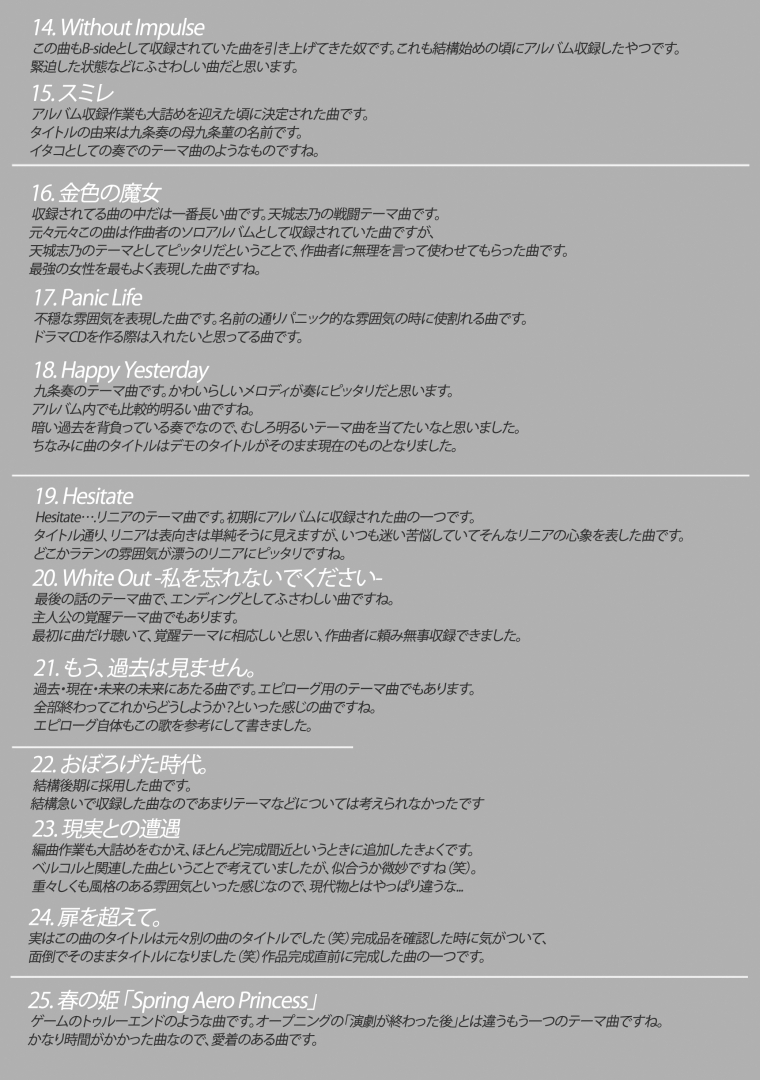 14. Without Impulse
この曲もB-sideとして収録されていた曲を引き上げてきた奴です。これも結構始めの頃にアルバム収録したやつです。
緊迫した状態などにふさわしい曲だと思います。
15. スミレ
アルバム収録作業も大詰めを迎えた頃に決定された曲です。
タイトルの由来は九条奏の母九条菫の名前です。
イタコとしての奏でのテーマ曲のようなものですね。
16. 金色の魔女
収録されてる曲の中だは一番長い曲です。天城志乃の戦闘テーマ曲です。
元々元々この曲は作曲者のソロアルバムとして収録されていた曲ですが、
天城志乃のテーマとしてピッタリだということで、作曲者に無理を言って使わせてもらった曲です。
最強の女性を最もよく表現した曲ですね。
17. Panic Life
不穏な雰囲気を表現した曲です。名前の通りパニック的な雰囲気の時に使割れる曲です。
ドラマCDを作る際は入れたいと思ってる曲です。
18. Happy Yesterday
九条奏のテーマ曲です。かわいらしいメロディが奏にピッタリだと思います。
アルバム内でも比較的明るい曲ですね。
暗い過去を背負っている奏でなので、むしろ明るいテーマ曲を当てたいなと思いました。
ちなみに曲のタイトルはデモのタイトルがそのまま現在のものとなりました。
19. Hesitate
Hesitate….リニアのテーマ曲です。初期にアルバムに収録された曲の一つです。
タイトル通り、リニアは表向きは単純そうに見えますが、いつも迷い苦悩していてそんなリニアの心象を表した曲です。
どこかラテンの雰囲気が漂うのリニアにピッタリですね。
20. White Out -私を忘れないでください-
最後の話のテーマ曲で、エンディングとしてふさわしい曲ですね。
主人公の覚醒テーマ曲でもあります。
最初に曲だけ聴いて、覚醒テーマに相応しいと思い、作曲者に頼み無事収録できました。
21. もう、過去は見ません。
過去・現在・未来の未来にあたる曲です。エピローグ用のテーマ曲でもあります。
全部終わってこれからどうしようか？といった感じの曲ですね。
エピローグ自体もこの歌を参考にして書きました。
22. おぼろげた時代。
結構後期に採用した曲です。
結構急いで収録した曲なのであまりテーマなどについては考えられなかったです
23. 現実との遭遇
編曲作業も大詰めをむかえ、ほとんど完成間近というときに追加したきょくです。
ベルコルと関連した曲ということで考えていましたが、似合うか微妙ですね（笑）。
重々しくも風格のある雰囲気といった感じなので、現代物とはやっぱり違うな...
24. 扉を超えて。
実はこの曲のタイトルは元々別の曲のタイトルでした（笑）完成品を確認した時に気がついて、
面倒でそのままタイトルになりました（笑）作品完成直前に完成した曲の一つです。
25. 春の姫「Spring Aero Princess」
ゲームのトゥルーエンドのような曲です。オープニングの「演劇が終わった後」とは違うもう一つのテーマ曲ですね。
かなり時間がかかった曲なので、愛着のある曲です。